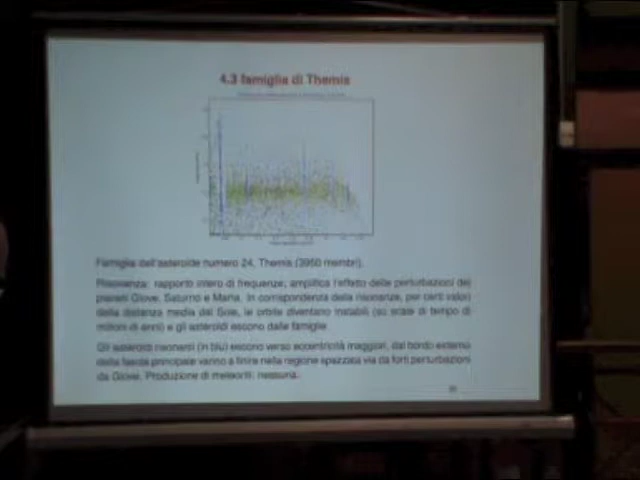 4.3 famiglia di Themis
Famiglia dell'asteroide numero 24, Themis (3950 membri).
Risonanza: rapporto intero di frequenze, amplifica l'effetto delle perturbazioni dei
pianeti Giove, Saturno e Marte. In corrispondenza della risonanza, per certi valori
della distanza media dal Sole, le orbite diventano instabili (su scale di tempo di
milioni di anni) e gli asteroidi escono dalle famiglie.
Gli asteroidi risonanti (in blu) escono verso eccentricità maggiori, dal bordo esterno
della fascia principale vanno a finire nella regione spazzata via da forti perturbazioni
da Giove. Produzione di meteoriti: nessuna.